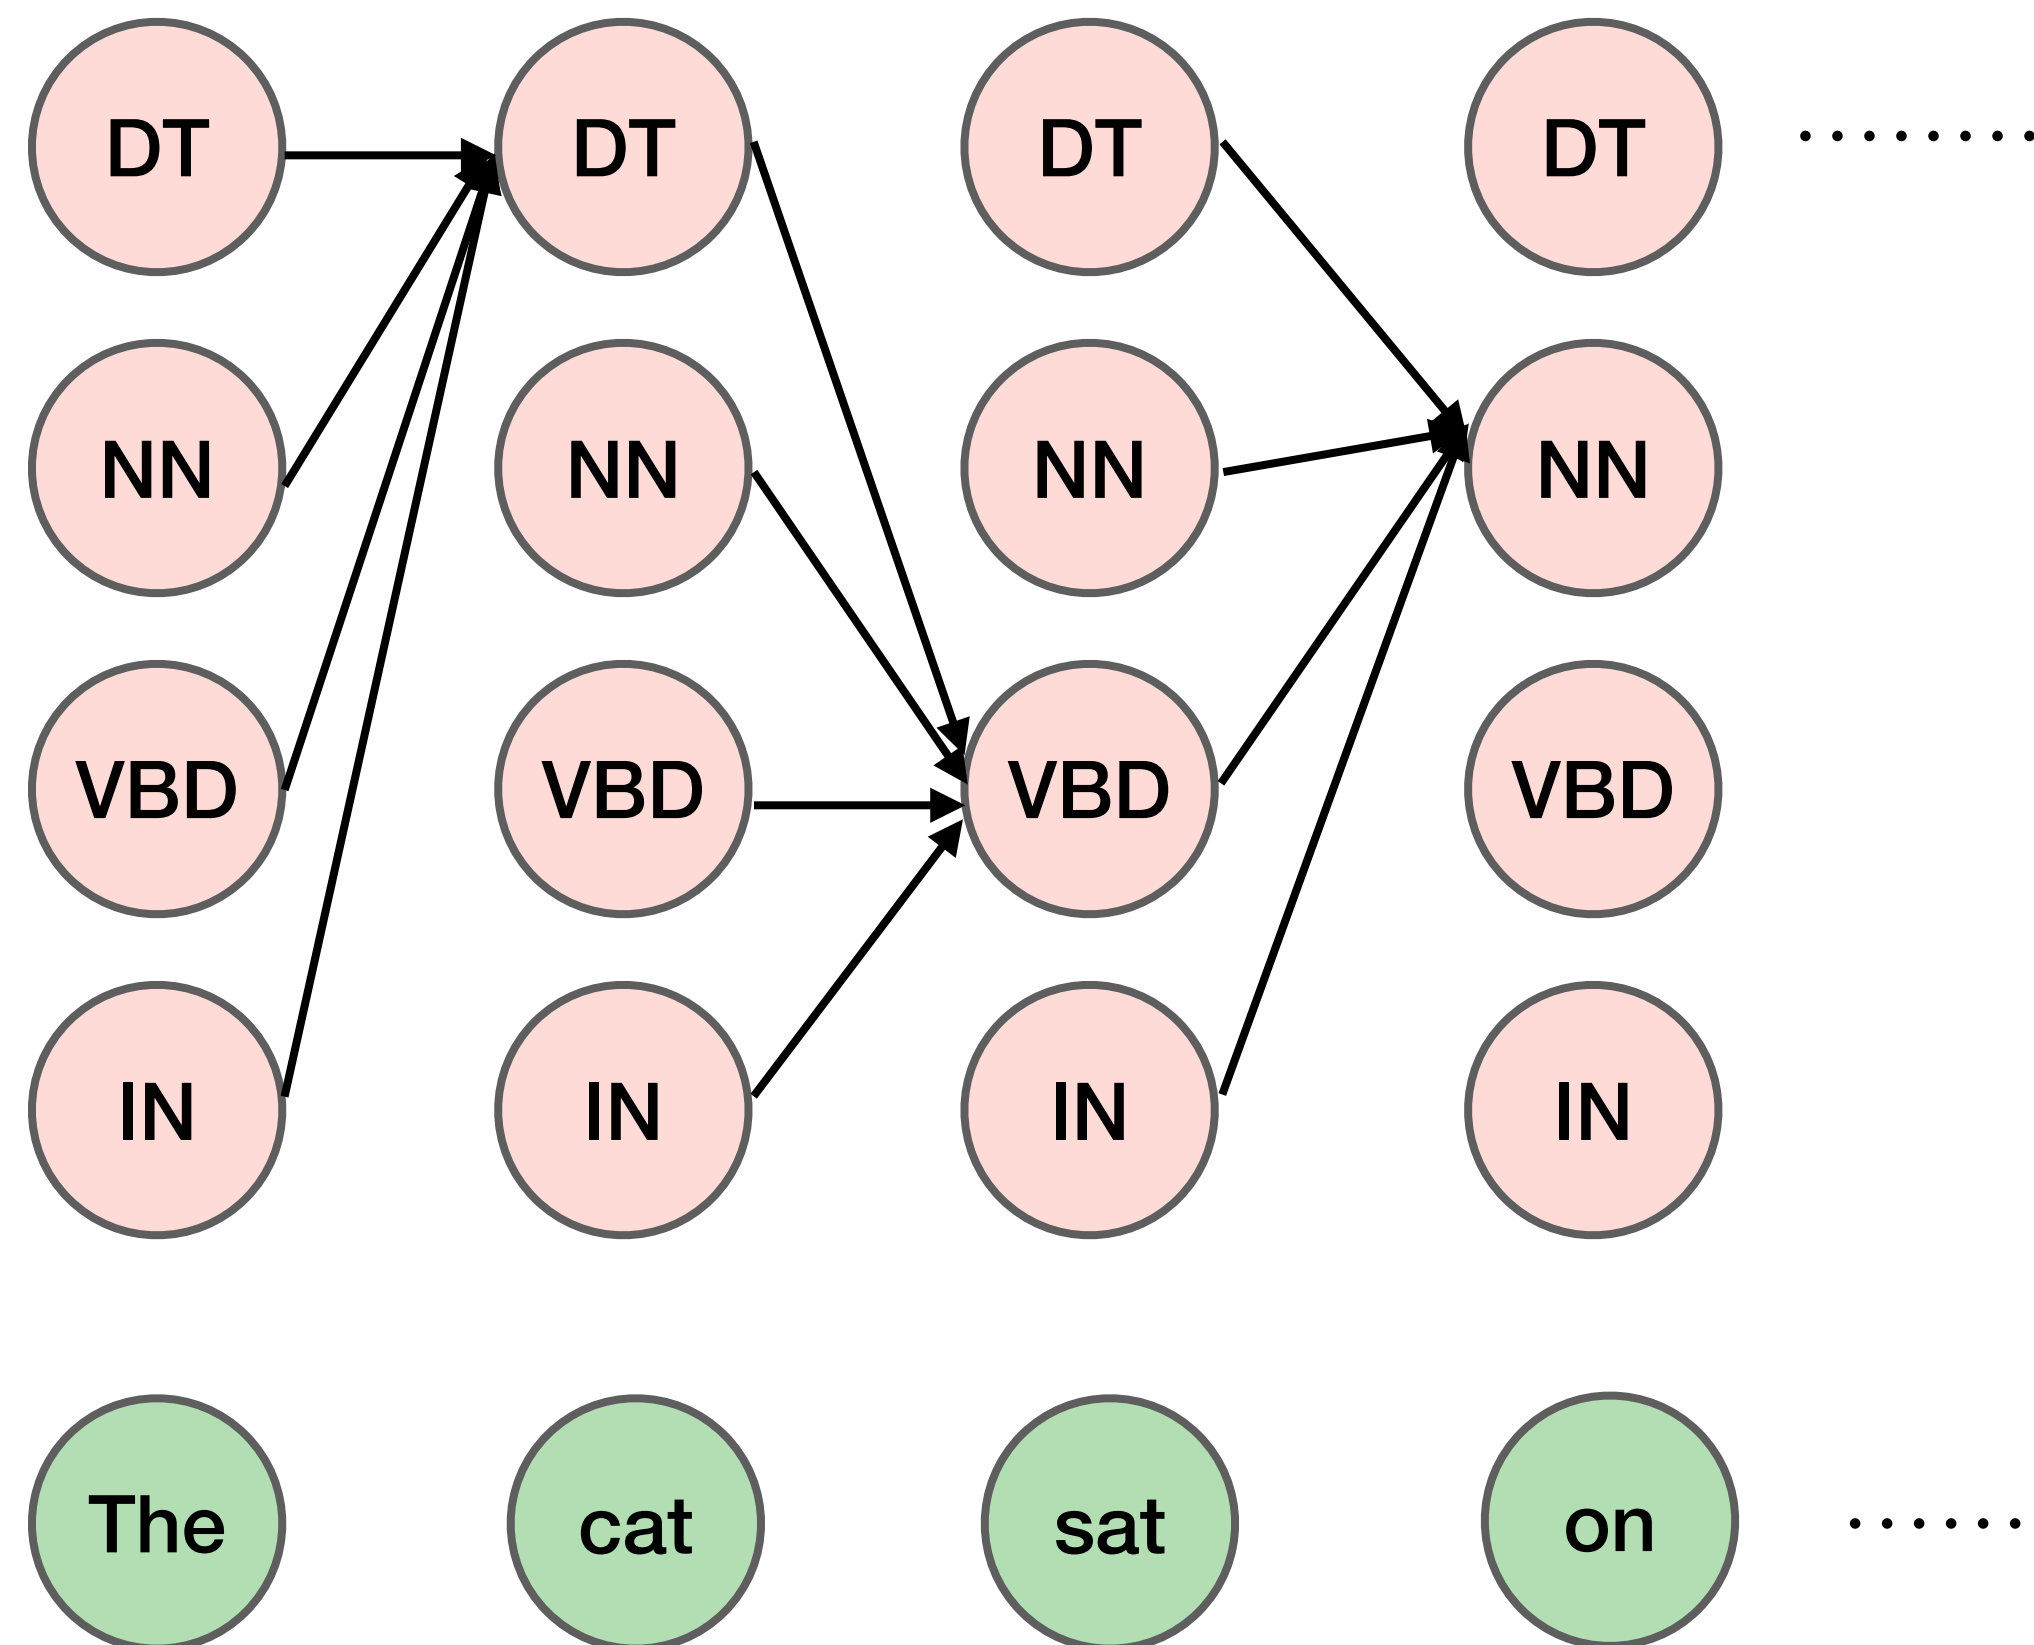 DT DT DT DT
NN NN NN NN
VBD VBD VBD VBD
IN IN IN IN
The cat sat on